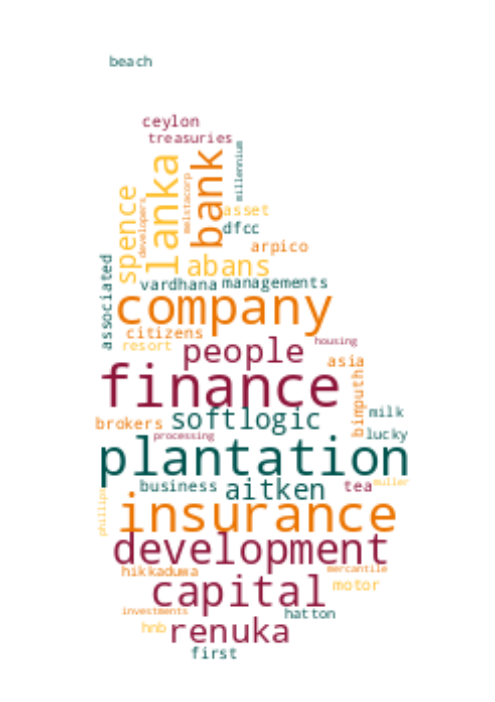 beach
ceylon
treasuries
millennium
lanka
bank
melstacorp
spence
developers
asset
dfcc
arpico
abans
associated
vardhana
managements
company
citizens
resort
people
housing
asia
finance
bimputh
milk
softlogic
brokers
lucky
processing
plantation
business
aitken
tea
muller
phillips
insurance
development
hikkaduwa
mercantile
capital
motor
investments
hatton
hnb
renuka
first